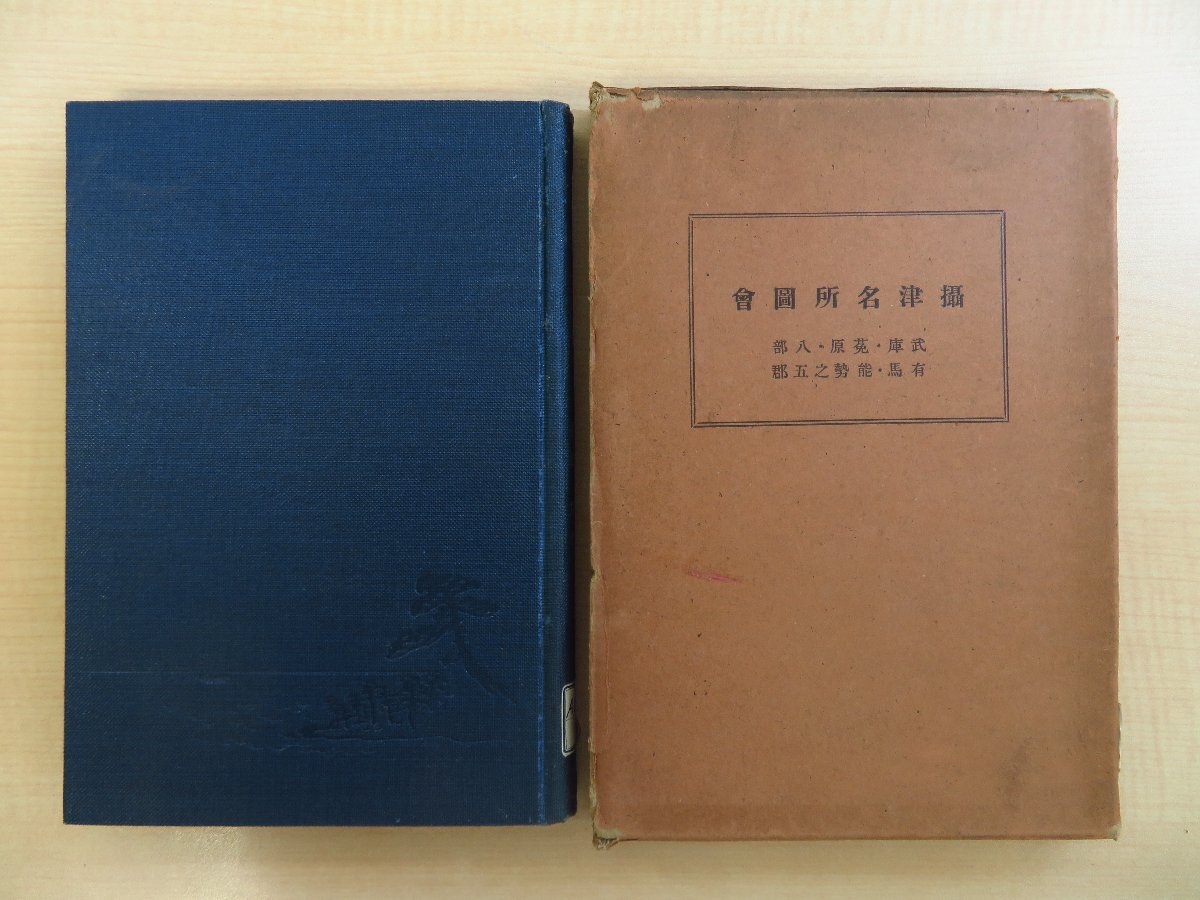 攝津名所圖會
武庫・菟原・八部
有馬・能勢之五郡